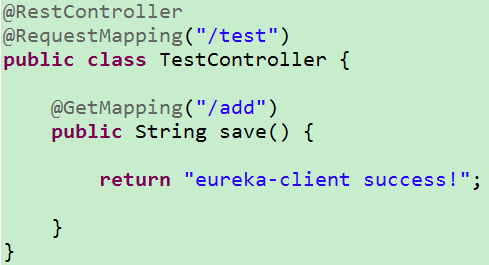 @RestController
@RequestMapping("/test")
public class TestController {
@GetMapping("/add")
public String save() {
return "eureka-client success!";
}
}